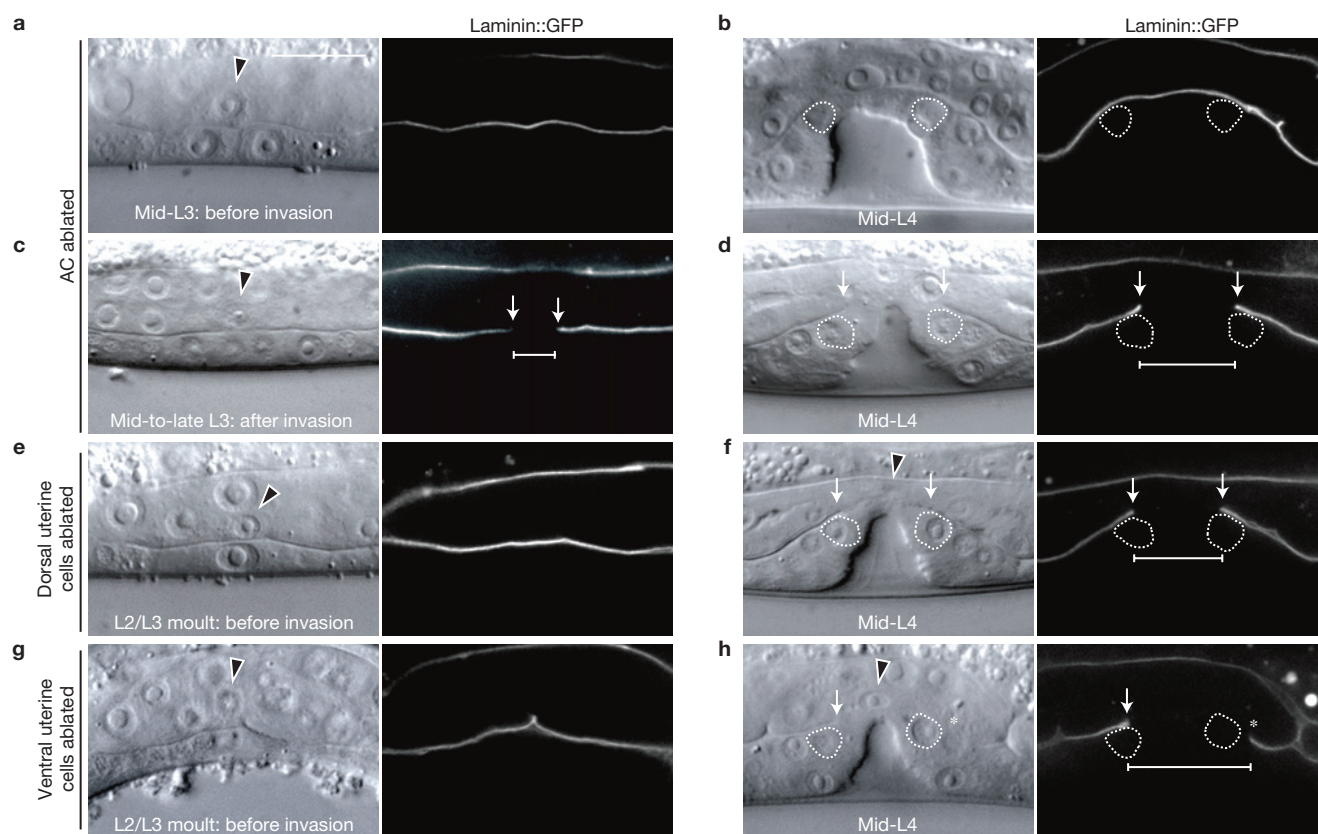 a
Laminin::GFP
b
Laminin::GFP
AC ablated
Mid-L3: before invasion
Mid-L4
c
Mid-to-late L3: after invasion
d
Mid-L4
Dorsal uterine
cells ablated
e
L2/L3 moult: before invasion
f
Mid-L4
Ventral uterine
cells ablated
g
L2/L3 moult: before invasion
h
*
*
Mid-L4